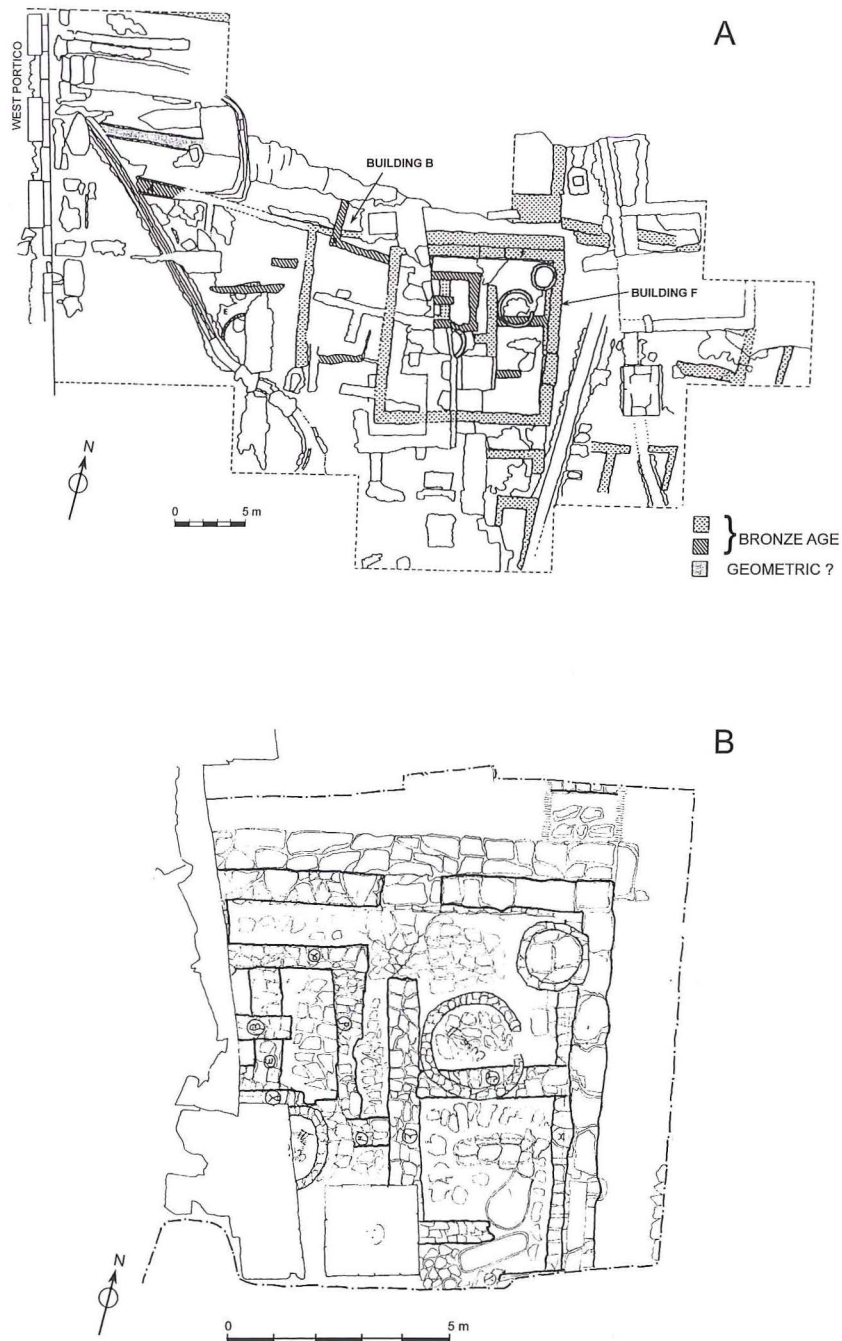 A
WEST PORTICO
BUILDING B
BUILDING F
E
N
0 5 m
BRONZE AGE
GEOMETRIC ?
B
N
0 5 m